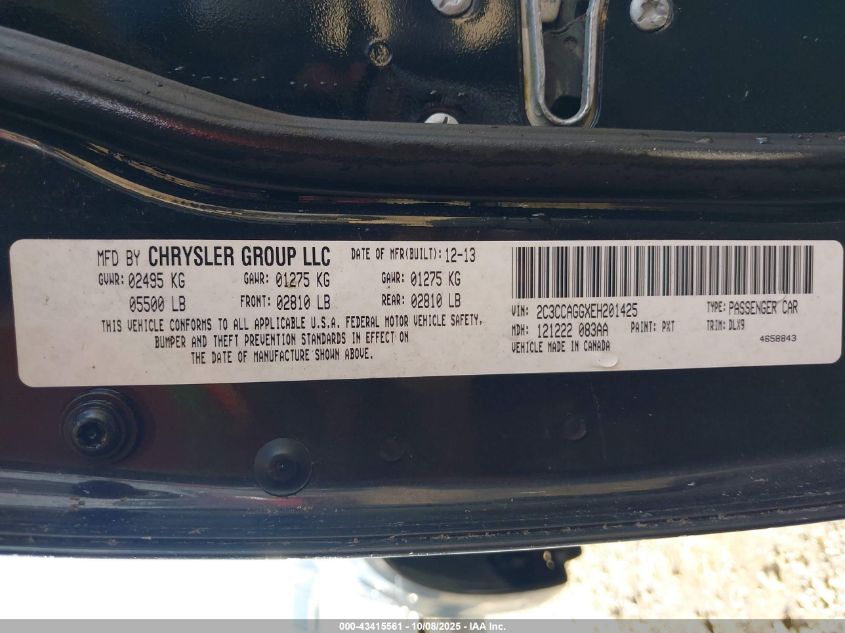 MFD BY CHRYSLER GROUP LLC DATE OF MFR(BUILT): 12-13
GVWR: 02495 KG GAWR: 01275 KG GAWR: 01275 KG
05500 LB FRONT: 02810 LB REAR: 02810 LB
THIS VEHICLE CONFORMS TO ALL APPLICABLE U.S.A. FEDERAL MOTOR VEHICLE SAFETY,
BUMPER AND THEFT PREVENTION STANDARDS IN EFFECT ON
THE DATE OF MANUFACTURE SHOWN ABOVE.
VIN: 2C3CCAGGXEH201425 TYPE: PASSENGER CAR
MDH: 121222 083AA PAINT: PXT TRIM: DLX9
VEHICLE MADE IN CANADA 4658843
000-43415561 - 10/08/2025 - IAA Inc.